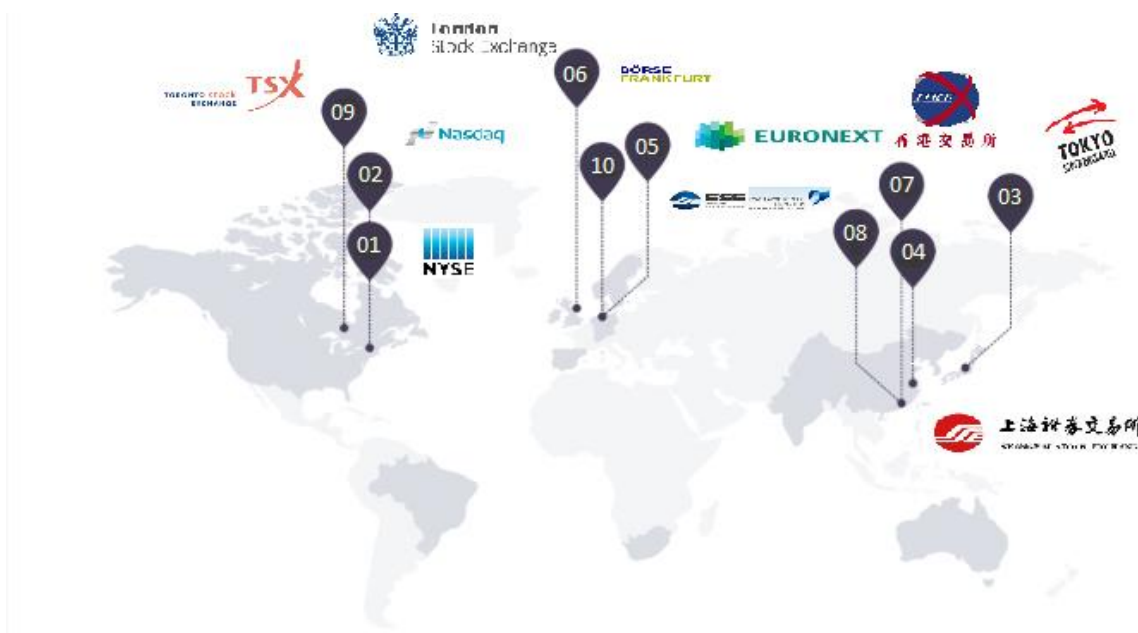 London
Stock Exchange
06
BÖRSE
FRANKFURT
TSX
TORONTO STOCK
EXCHANGE
09
Nasdaq
02
10
05
EURONEXT
香港交易所
TOKYO
07
03
08
04
01
NYSE
上海證券交易所